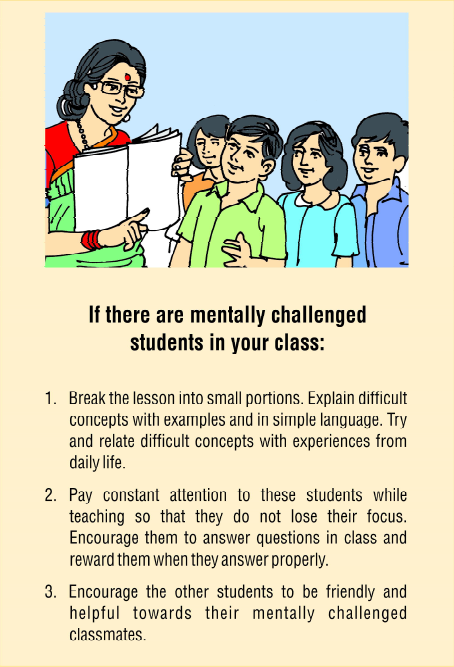 If there are mentally challenged
students in your class:
1. Break the lesson into small portions. Explain difficult
concepts with examples and in simple language. Try
and relate difficult concepts with experiences from
daily life.
2. Pay constant attention to these students while
teaching so that they do not lose their focus.
Encourage them to answer questions in class and
reward them when they answer properly.
3. Encourage the other students to be friendly and
helpful towards their mentally challenged
classmates.